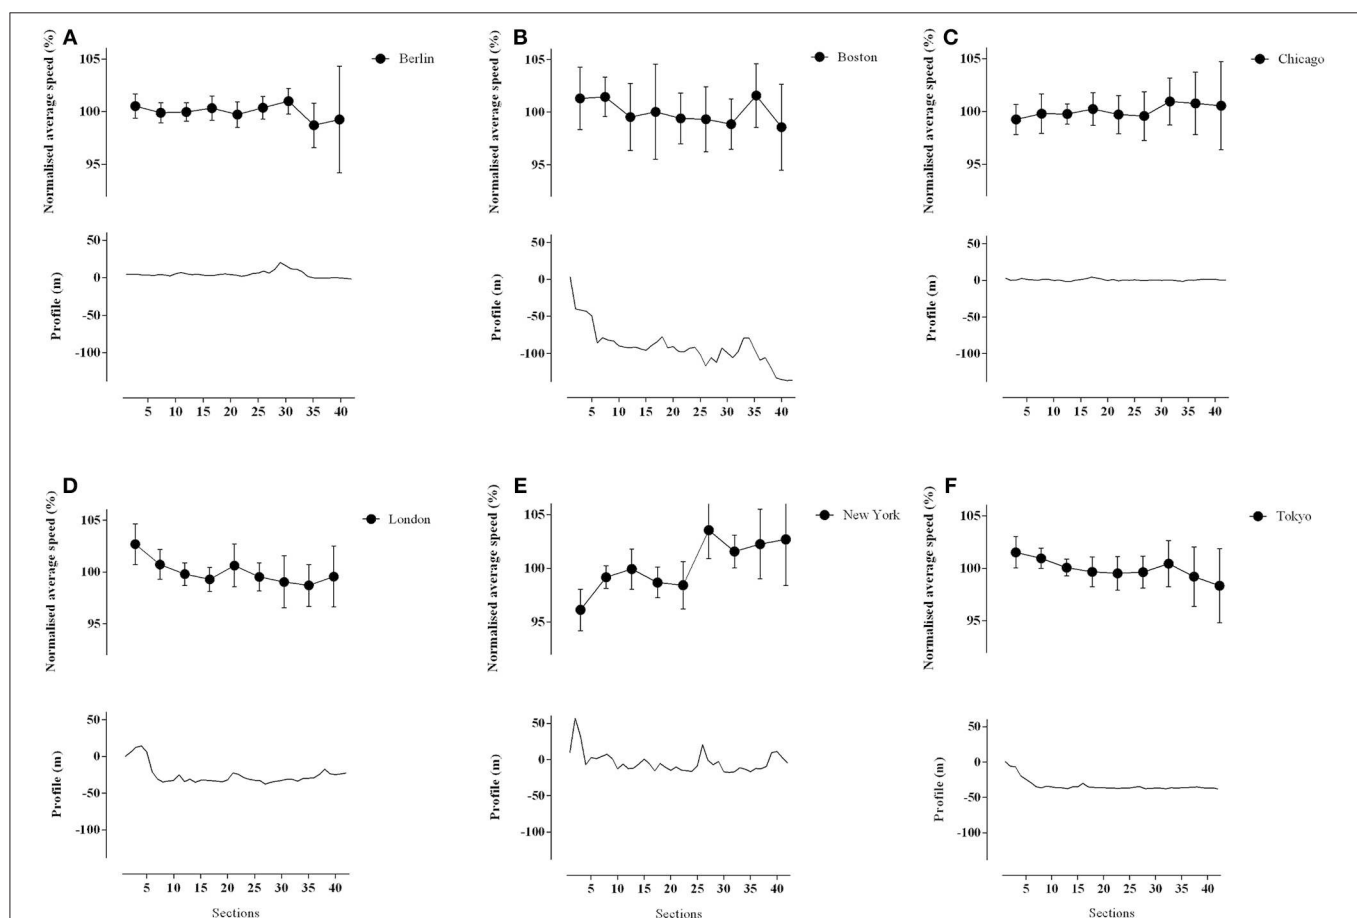 A
Normalised average speed (%)
105
100
95
Berlin
Profile (m)
50
0
-50
-100
5 10 15 20 25 30 35 40
B
Normalised average speed (%)
105
100
95
Boston
Profile (m)
50
0
-50
-100
5 10 15 20 25 30 35 40
C
Normalised average speed (%)
105
100
95
Chicago
Profile (m)
50
0
-50
-100
5 10 15 20 25 30 35 40
D
Normalised average speed (%)
105
100
95
London
Profile (m)
50
0
-50
-100
5 10 15 20 25 30 35 40
Sections
E
Normalised average speed (%)
105
100
95
New York
Profile (m)
50
0
-50
-100
5 10 15 20 25 30 35 40
Sections
F
Normalised average speed (%)
105
100
95
Tokyo
Profile (m)
50
0
-50
-100
5 10 15 20 25 30 35 40
Sections